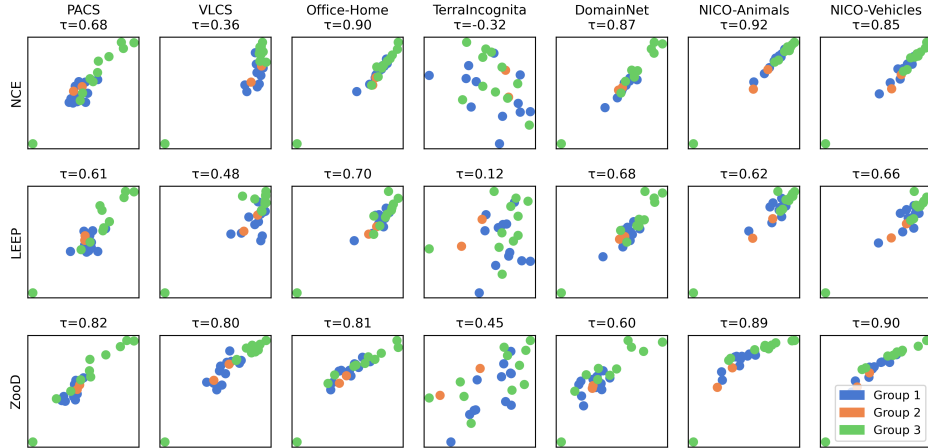 PACS VLCS Office-Home TerraIncognita DomainNet NICO-Animals NICO-Vehicles
τ=0.68 τ=0.36 τ=0.90 τ=-0.32 τ=0.87 τ=0.92 τ=0.85
NCE
τ=0.61 τ=0.48 τ=0.70 τ=0.12 τ=0.68 τ=0.62 τ=0.66
LEEP
τ=0.82 τ=0.80 τ=0.81 τ=0.45 τ=0.60 τ=0.89 τ=0.90
ZooD
Group 1
Group 2
Group 3